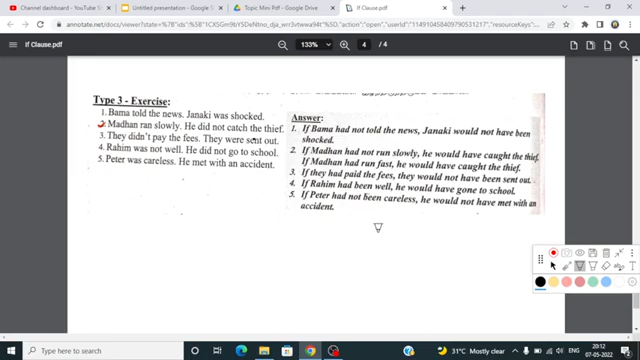 Channel dashboard - YouTube St
Untitled presentation - Google S
Topic Mini Pdf - Google Drive
If Clause.pdf
If Clause.pdf
133%
4 / 4
Type 3 - Exercise:
1. Bama told the news. Janaki was shocked.
2. Madhan ran slowly. He did not catch the thief.
3. They didn't pay the fees. They were sent out.
4. Rahim was not well. He did not go to school.
5. Peter was careless. He met with an accident.
Answer:
1. If Bama had not told the news, Janaki would not have been
shocked.
2. If Madhan had not run slowly, he would have caught the thief.
If Madhan had run fast, he would have caught the thief.
3. If they had paid the fees, they would not have been sent out.
4. If Rahim had been well, he would have gone to school.
5. If Peter had not been careless, he would not have met with an
accident.
Type here to search
31°C Mostly clear
ENG
20:12
07-05-2022